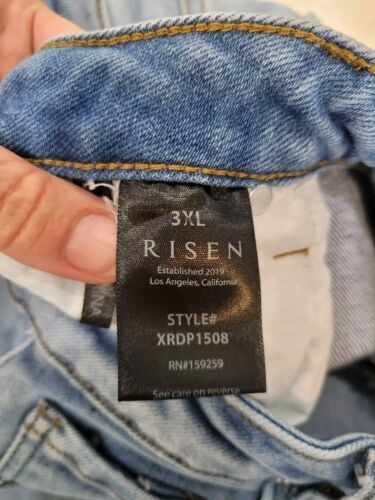 3XL
RISEN
Established 2019
Los Angeles, California
STYLE#
XRDP1508
RN#159259
See care on reverse